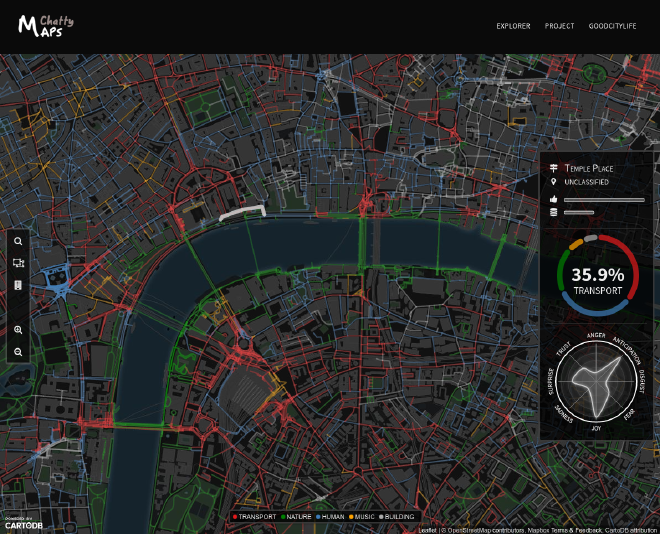 Chatty
MAPS
EXPLORER PROJECT GOODCITYLIFE
TEMPLE PLACE
UNCLASSIFIED
35.9%
TRANSPORT
ANGER
ANTICIPATION
DISGUST
FEAR
JOY
SADNESS
SURPRISE
TRUST
TRANSPORT NATURE HUMAN MUSIC BUILDING
POWERED BY
CARTODB
Leaflet | © OpenStreetMap contributors, Mapbox Terms & Feedback, CartoDB attribution